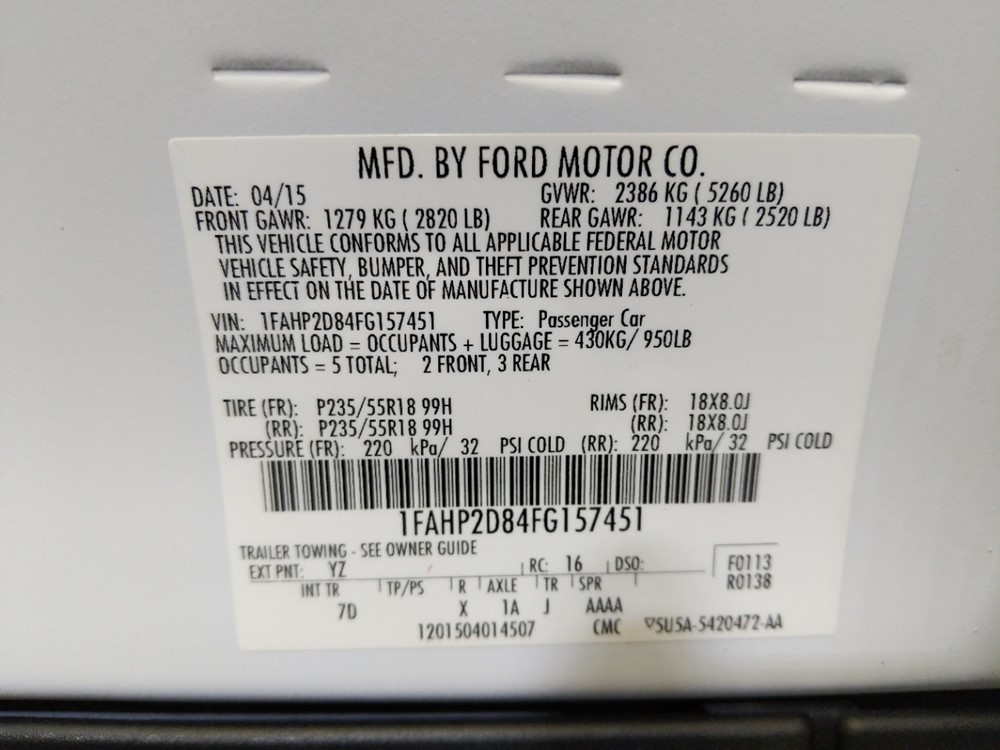 MFD. BY FORD MOTOR CO.
DATE: 04/15 GVWR: 2386 KG ( 5260 LB)
FRONT GAWR: 1279 KG ( 2820 LB) REAR GAWR: 1143 KG ( 2520 LB)
THIS VEHICLE CONFORMS TO ALL APPLICABLE FEDERAL MOTOR
VEHICLE SAFETY, BUMPER, AND THEFT PREVENTION STANDARDS
IN EFFECT ON THE DATE OF MANUFACTURE SHOWN ABOVE.
VIN: 1FAHP2D84FG157451 TYPE: Passenger Car
MAXIMUM LOAD = OCCUPANTS + LUGGAGE = 430KG/ 950LB
OCCUPANTS = 5 TOTAL; 2 FRONT, 3 REAR
TIRE (FR): P235/55R18 99H RIMS (FR): 18X8.0J
(RR): P235/55R18 99H (RR): 18X8.0J
PRESSURE (FR): 220 kPa/ 32 PSI COLD (RR): 220 kPa/ 32 PSI COLD
1FAHP2D84FG157451
TRAILER TOWING - SEE OWNER GUIDE
EXT PNT: YZ RC: 16 DSO: F0113
INT TR TP/PS R AXLE TR SPR R0138
7D X 1A J AAAA
1201504014507 CMC ▽5U5A-5420472-AA